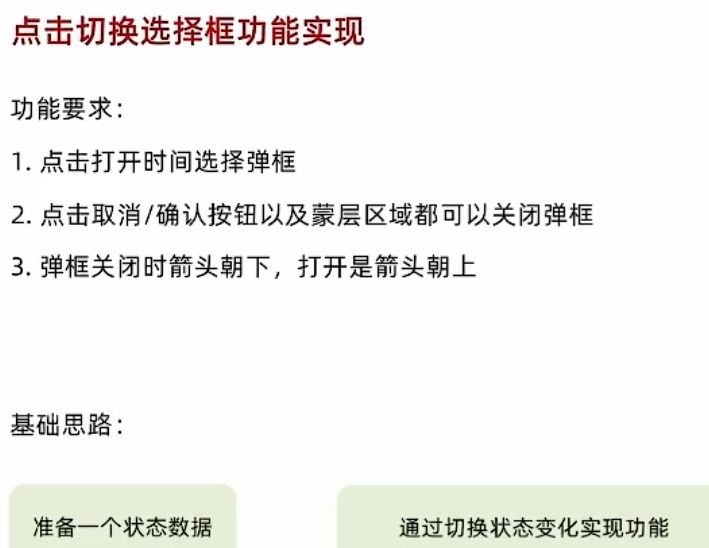 点击切换选择框功能实现
功能要求：
1. 点击打开时间选择弹框
2. 点击取消/确认按钮以及蒙层区域都可以关闭弹框
3. 弹框关闭时箭头朝下，打开是箭头朝上
基础思路：
准备一个状态数据
通过切换状态变化实现功能